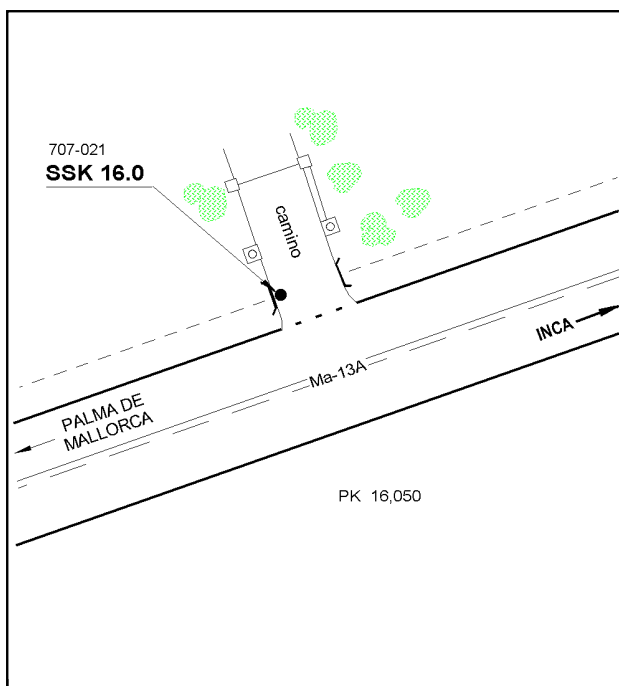 707-021
SSK 16.0
camino
INCA
Ma-13A
PALMA DE
MALLORCA
PK 16,050